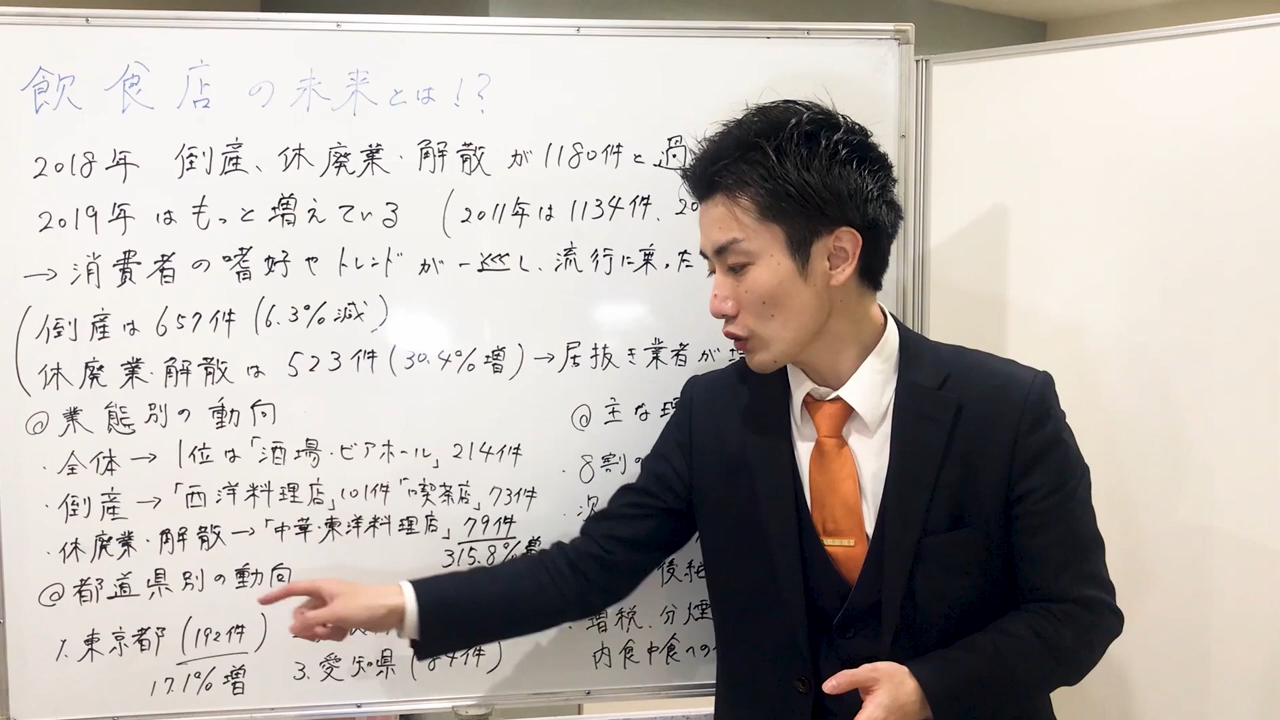 飲食店の未来とは!?
2018年 倒産、休廃業・解散が1180件と過
2019年はもっと増えている (2011年は1134件、20
→消費者の嗜好やトレンドが一巡し、流行に乗った
(倒産は657件(6.3%減)
休廃業・解散は523件(30.4%増)→居抜き業者が増
@業態別の動向
・全体→1位は「酒場・ビアホール」214件
・倒産→「西洋料理店」101件「喫茶店」73件
・休廃業・解散→「中華・東洋料理店」79件
315.8%増
@都道県別の動向
1.東京都(192件)
17.1%増
3.愛知県(84件)
@主な理
・8割の
・次
後継
・増税、分煙
内食中食への